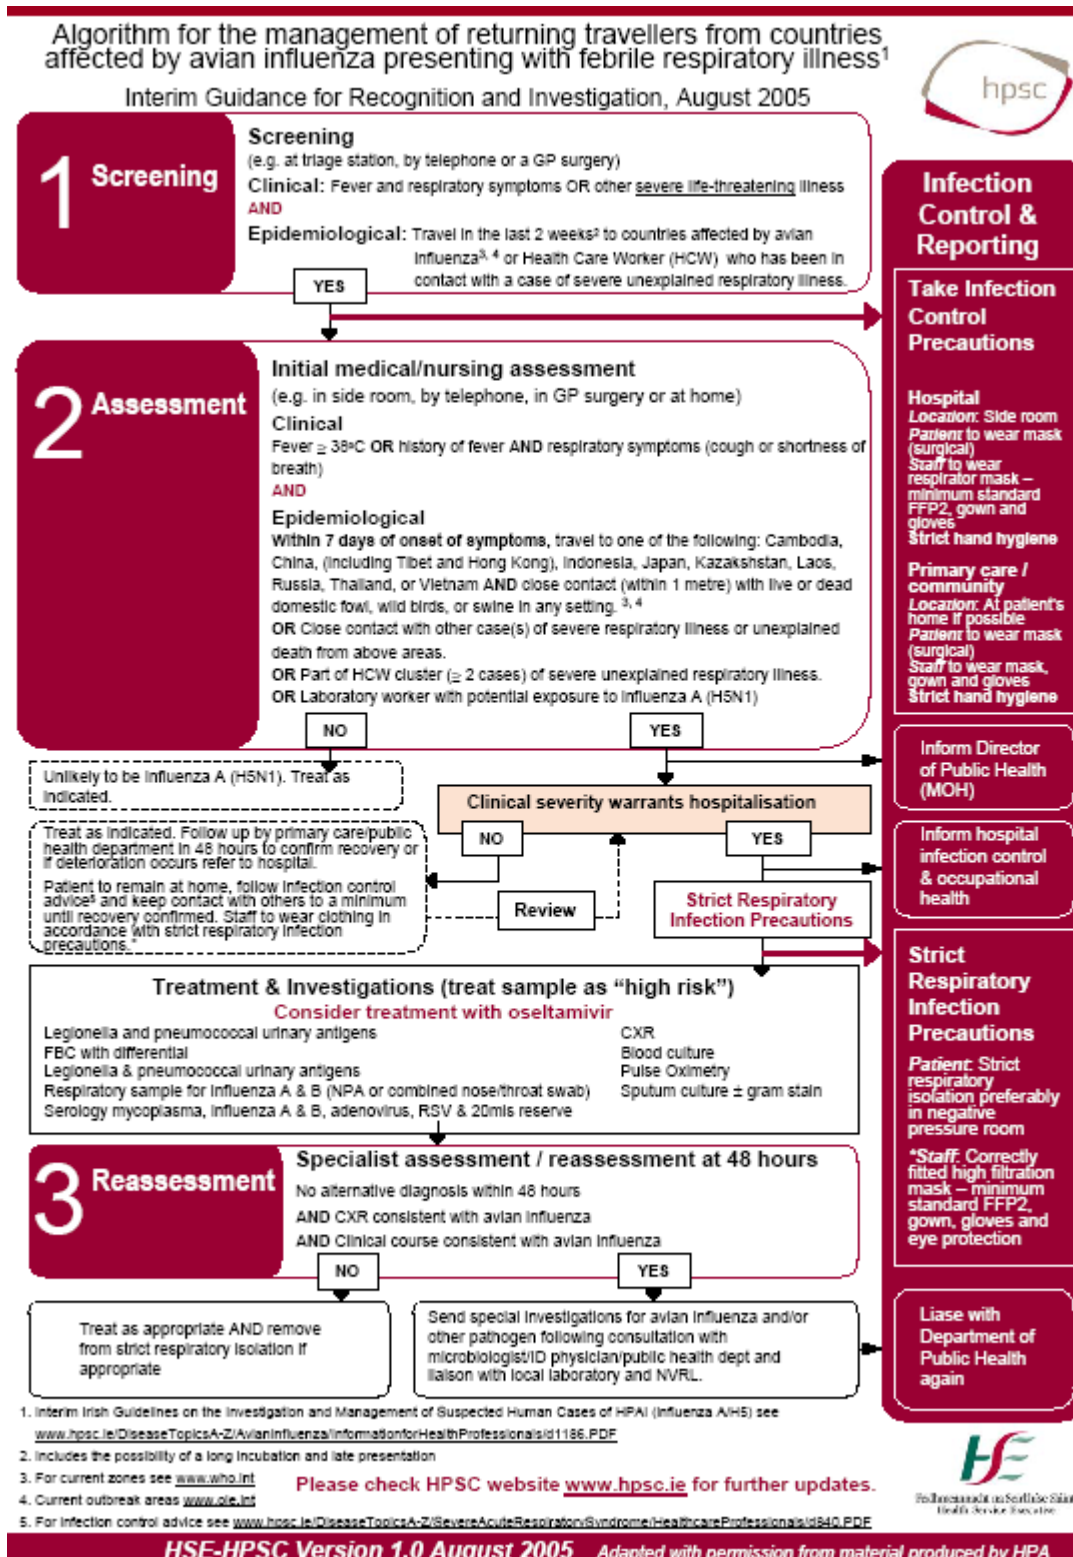 Algorithm for the management of returning travellers from countries
affected by avian influenza presenting with febrile respiratory illness¹
Interim Guidance for Recognition and Investigation, August 2005
hpsc
1 Screening
Screening
(e.g. at triage station, by telephone or a GP surgery)
Clinical: Fever and respiratory symptoms OR other severe life-threatening illness
AND
Epidemiological: Travel in the last 2 weeks² to countries affected by avian
influenza³, ⁴ or Health Care Worker (HCW) who has been in
contact with a case of severe unexplained respiratory illness.
YES
2 Assessment
Initial medical/nursing assessment
(e.g. in side room, by telephone, in GP surgery or at home)
Clinical
Fever ≥ 38ºC OR history of fever AND respiratory symptoms (cough or shortness of
breath)
AND
Epidemiological
Within 7 days of onset of symptoms, travel to one of the following: Cambodia,
China, (including Tibet and Hong Kong), Indonesia, Japan, Kazakshstan, Laos,
Russia, Thailand, or Vietnam AND close contact (within 1 metre) with live or dead
domestic fowl, wild birds, or swine in any setting. ³, ⁴
OR Close contact with other case(s) of severe respiratory illness or unexplained
death from above areas.
OR Part of HCW cluster (≥ 2 cases) of severe unexplained respiratory illness.
OR Laboratory worker with potential exposure to influenza A (H5N1)
NO
YES
Unlikely to be influenza A (H5N1). Treat as
indicated.
Clinical severity warrants hospitalisation
NO
YES
Treat as indicated. Follow up by primary care/public
health department in 48 hours to confirm recovery or
if deterioration occurs refer to hospital.
Patient to remain at home, follow infection control
advice⁵ and keep contact with others to a minimum
until recovery confirmed. Staff to wear clothing in
accordance with strict respiratory infection
precautions.*
Review
Strict Respiratory
Infection Precautions
Treatment & Investigations (treat sample as “high risk”)
Consider treatment with oseltamivir
Legionella and pneumococcal urinary antigens
FBC with differential
Legionella & pneumococcal urinary antigens
Respiratory sample for influenza A & B (NPA or combined nose/throat swab)
Serology mycoplasma, influenza A & B, adenovirus, RSV & 20mls reserve
CXR
Blood culture
Pulse Oximetry
Sputum culture ± gram stain
3 Reassessment
Specialist assessment / reassessment at 48 hours
No alternative diagnosis within 48 hours
AND CXR consistent with avian influenza
AND Clinical course consistent with avian influenza
NO
YES
Treat as appropriate AND remove
from strict respiratory isolation if
appropriate
Send special investigations for avian influenza and/or
other pathogen following consultation with
microbiologist/ID physician/public health dept and
liaison with local laboratory and NVRL.
Infection
Control &
Reporting
Take Infection
Control
Precautions
Hospital
Location: Side room
Patient to wear mask
(surgical)
Staff to wear
respirator mask –
minimum standard
FFP2, gown and
gloves
Strict hand hygiene
Primary care /
community
Location: At patient's
home if possible
Patient to wear mask
(surgical)
Staff to wear mask,
gown and gloves
Strict hand hygiene
Inform Director
of Public Health
(MOH)
Inform hospital
infection control
& occupational
health
Strict
Respiratory
Infection
Precautions
Patient: Strict
respiratory
isolation preferably
in negative
pressure room
*Staff: Correctly
fitted high filtration
mask – minimum
standard FFP2,
gown, gloves and
eye protection
Liase with
Department of
Public Health
again
1. Interim Irish Guidelines on the Investigation and Management of Suspected Human Cases of HPAI (Influenza A/H5) see
www.hpsc.ie/DiseaseTopicsA-Z/AvianInfluenza/InformationforHealthProfessionals/d1186.PDF
2. Includes the possibility of a long incubation and late presentation
3. For current zones see www.who.int
4. Current outbreak areas www.oie.int
Please check HPSC website www.hpsc.ie for further updates.
5. For infection control advice see www.hpsc.ie/DiseaseTopicsA-Z/SevereAcuteRespiratorySyndrome/HealthcareProfessionals/d840.PDF
Feidhmeannacht na Seirbhíse Sláinte
Health Service Executive
HSE-HPSC Version 1.0 August 2005 Adapted with permission from material produced by HPA